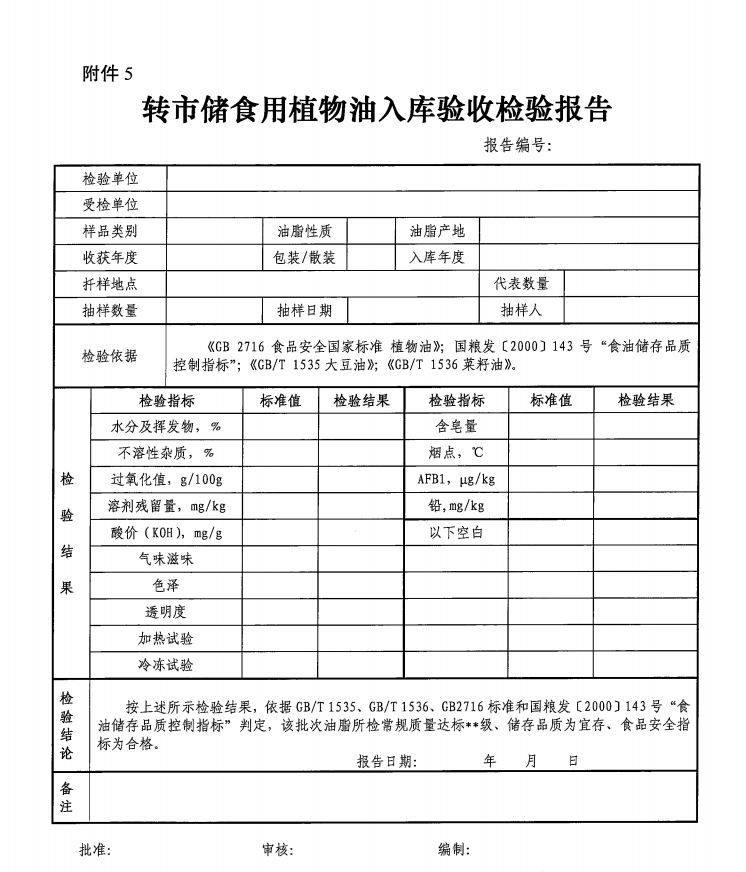 附件 5
转市储食用植物油入库验收检验报告
报告编号:
检验单位
受检单位
样品类别 油脂性质 油脂产地
收获年度 包装/散装 入库年度
扦样地点 代表数量
抽样数量 抽样日期 抽样人
检验依据
《GB 2716 食品安全国家标准 植物油》; 国粮发〔2000〕143 号 “食油储存品质
控制指标”;《GB/T 1535 大豆油》;《GB/T 1536 菜籽油》。
检验结果
检验指标 标准值 检验结果 检验指标 标准值 检验结果
水分及挥发物, % 含皂量
不溶性杂质, % 烟点, ℃
过氧化值, g/100g AFB1, μg/kg
溶剂残留量, mg/kg 铅, mg/kg
酸价(KOH), mg/g 以下空白
气味滋味
色泽
透明度
加热试验
冷冻试验
检验结论
按上述所示检验结果, 依据 GB/T 1535、GB/T 1536、GB2716 标准和国粮发〔2000〕143 号 “食
油储存品质控制指标” 判定, 该批次油脂所检常规质量达标**级、储存品质为宜存、食品安全指
标为合格。
报告日期: 年 月 日
备注
批准: 审核: 编制: